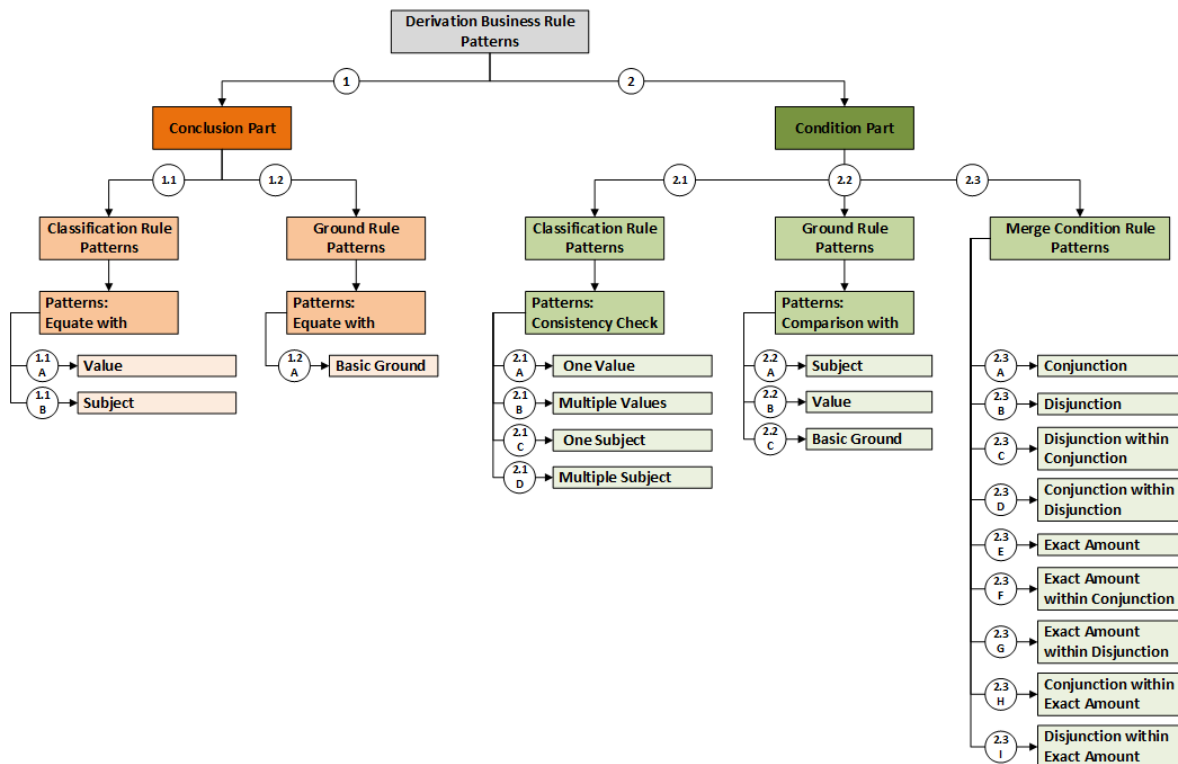 Derivation Business Rule
Patterns
1
2
Conclusion Part
Condition Part
1.1
1.2
2.1
2.2
2.3
Classification Rule
Patterns
Ground Rule
Patterns
Classification Rule
Patterns
Ground Rule
Patterns
Merge Condition Rule
Patterns
Patterns:
Equate with
Patterns:
Equate with
Patterns:
Consistency Check
Patterns:
Comparison with
1.1
A
Value
1.1
B
Subject
1.2
A
Basic Ground
2.1
A
One Value
2.1
B
Multiple Values
2.1
C
One Subject
2.1
D
Multiple Subject
2.2
A
Subject
2.2
B
Value
2.2
C
Basic Ground
2.3
A
Conjunction
2.3
B
Disjunction
2.3
C
Disjunction within
Conjunction
2.3
D
Conjunction within
Disjunction
2.3
E
Exact Amount
2.3
F
Exact Amount
within Conjunction
2.3
G
Exact Amount
within Disjunction
2.3
H
Conjunction within
Exact Amount
2.3
I
Disjunction within
Exact Amount